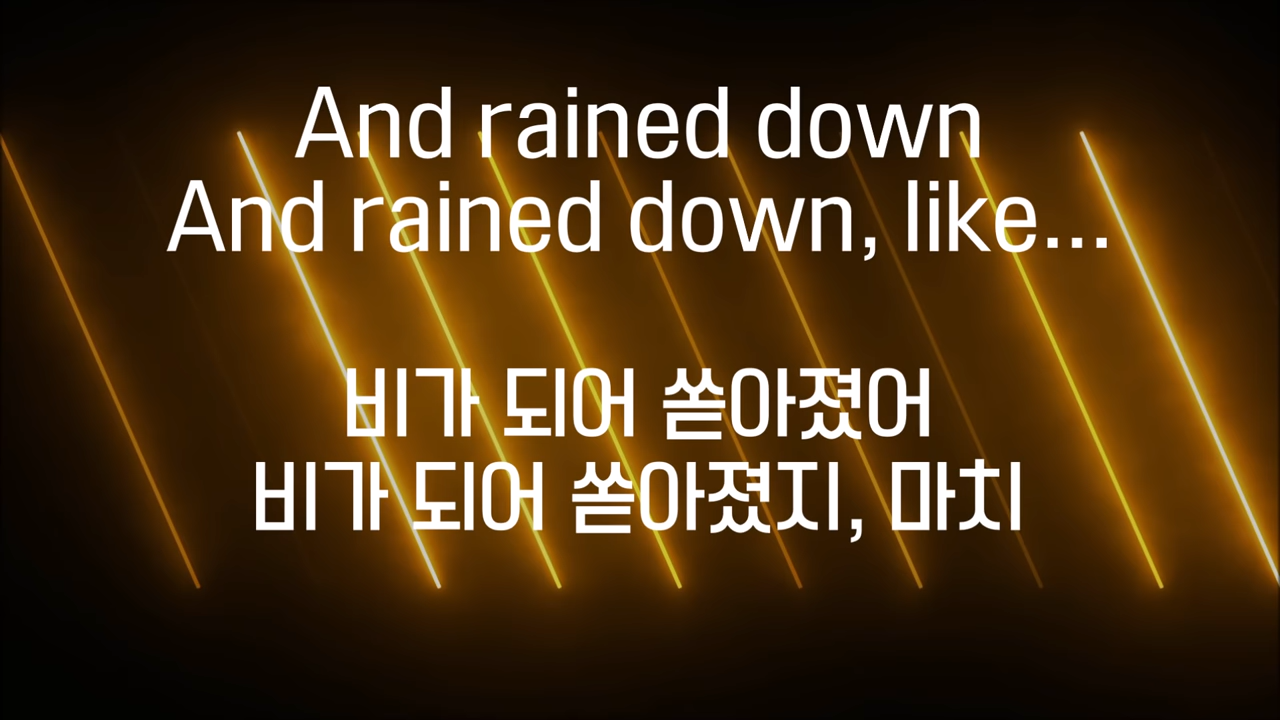 And rained down
And rained down, like...
비가 되어 쏟아졌어
비가 되어 쏟아졌지, 마치